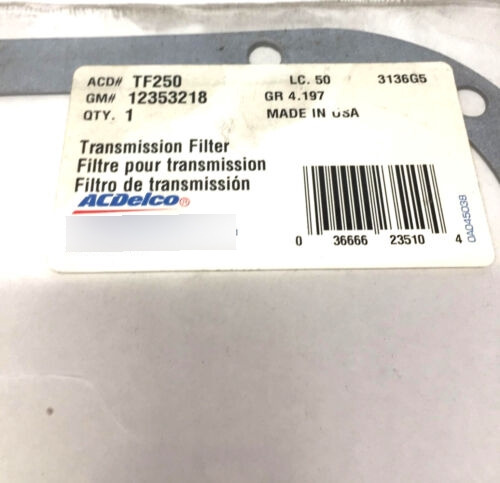 ACD# TF250 LC. 50 3136G5
GM# 12353218 GR 4.197
QTY. 1 MADE IN USA
Transmission Filter
Filtre pour transmission
Filtro de transmisión
ACDelco®
0 36666 23510 4
0AD4503B